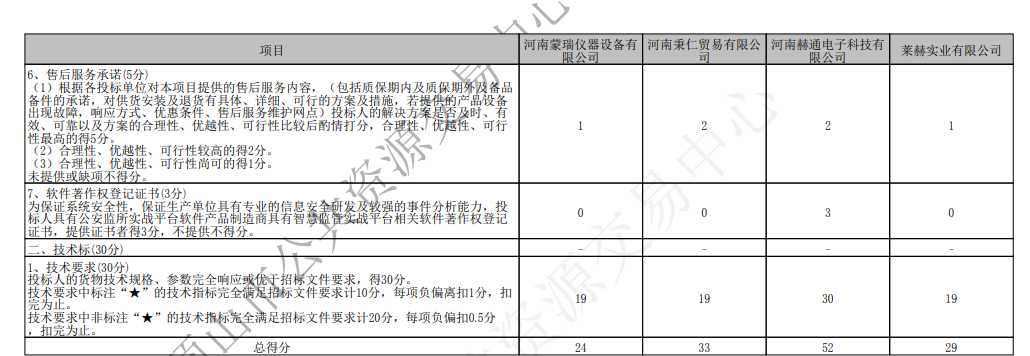 项目
河南蒙瑞仪器设备有
限公司
河南秉仁贸易有限公
司
河南赫通电子科技有
限公司
莱赫实业有限公司
6、售后服务承诺(5分)
（1）根据各投标单位对本项目提供的售后服务内容，（包括质保期内及质保期外及备品
备件的承诺，对供货安装及退货有具体、详细、可行的方案及措施，若提供的产品设备
出现故障，响应方式、优惠条件、售后服务维护网点）投标人的解决方案是否及时、有
效、可靠以及方案的合理性、优越性、可行性比较后酌情打分，合理性、优越性、可行
性最高的得5分。
（2）合理性、优越性、可行性较高的得2分。
（3）合理性、优越性、可行性尚可的得1分。
未提供或缺项不得分。
1
2
2
1
7、软件著作权登记证书(3分)
为保证系统安全性，保证生产单位具有专业的信息安全研发及较强的事件分析能力，投
标人具有公安监所实战平台软件产品制造商具有智慧监管实战平台相关软件著作权登记
证书，提供证书者得3分，不提供不得分。
0
0
3
0
二、技术标(30分)
-
-
-
-
1、技术要求(30分)
投标人的货物技术规格、参数完全响应或优于招标文件要求，得30分。
技术要求中标注“★”的技术指标完全满足招标文件要求计10分，每项负偏离扣1分，扣
完为止。
技术要求中非标注“★”的技术指标完全满足招标文件要求计20分，每项负偏扣0.5分
，扣完为止。
19
19
30
19
总得分
24
33
52
29
山市公共资源交易中心
资源交易中心